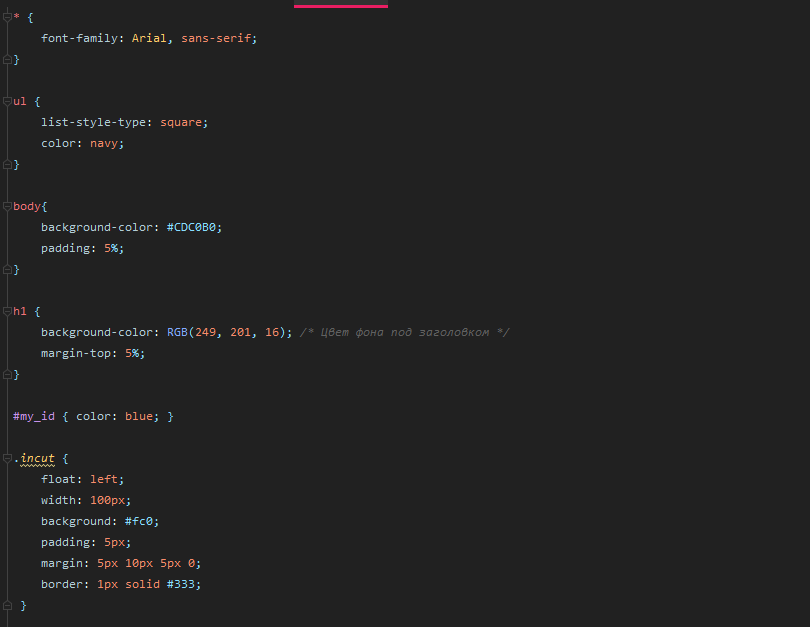 * {
    font-family: Arial, sans-serif;
}

ul {
    list-style-type: square;
    color: navy;
}

body{
    background-color: #CDC0B0;
    padding: 5%;
}

h1 {
    background-color: RGB(249, 201, 16); /* Цвет фона под заголовком */
    margin-top: 5%;
}

#my_id { color: blue; }

.incut {
    float: left;
    width: 100px;
    background: #fc0;
    padding: 5px;
    margin: 5px 10px 5px 0;
    border: 1px solid #333;
 }